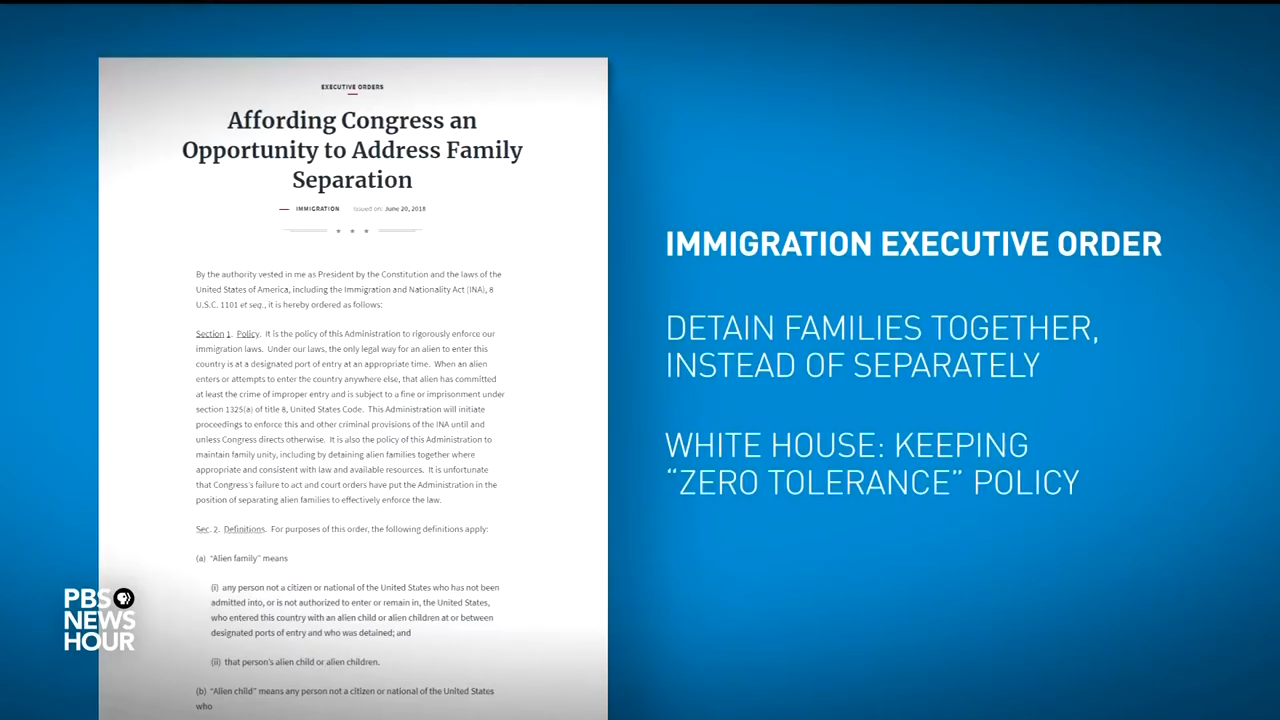 EXECUTIVE ORDERS
Affording Congress an
Opportunity to Address Family
Separation
IMMIGRATION Issued on: June 20, 2018
By the authority vested in me as President by the Constitution and the laws of the
United States of America, including the Immigration and Nationality Act (INA), 8
U.S.C. 1101 et seq., it is hereby ordered as follows:
Section 1. Policy. It is the policy of this Administration to rigorously enforce our
immigration laws. Under our laws, the only legal way for an alien to enter this
country is at a designated port of entry at an appropriate time. When an alien
enters or attempts to enter the country anywhere else, that alien has committed
at least the crime of improper entry and is subject to a fine or imprisonment under
section 1325(a) of title 8, United States Code. This Administration will initiate
proceedings to enforce this and other criminal provisions of the INA until and
unless Congress directs otherwise. It is also the policy of this Administration to
maintain family unity, including by detaining alien families together where
appropriate and consistent with law and available resources. It is unfortunate
that Congress's failure to act and court orders have put the Administration in the
position of separating alien families to effectively enforce the law.
Sec. 2. Definitions. For purposes of this order, the following definitions apply:
(a) "Alien family" means
(i) any person not a citizen or national of the United States who has not been
admitted into, or is not authorized to enter or remain in, the United States,
who entered this country with an alien child or alien children at or between
designated ports of entry and who was detained; and
(ii) that person's alien child or alien children.
(b) "Alien child" means any person not a citizen or national of the United States
who
IMMIGRATION EXECUTIVE ORDER
DETAIN FAMILIES TOGETHER,
INSTEAD OF SEPARATELY
WHITE HOUSE: KEEPING
“ZERO TOLERANCE” POLICY
PBS
NEWS
HOUR